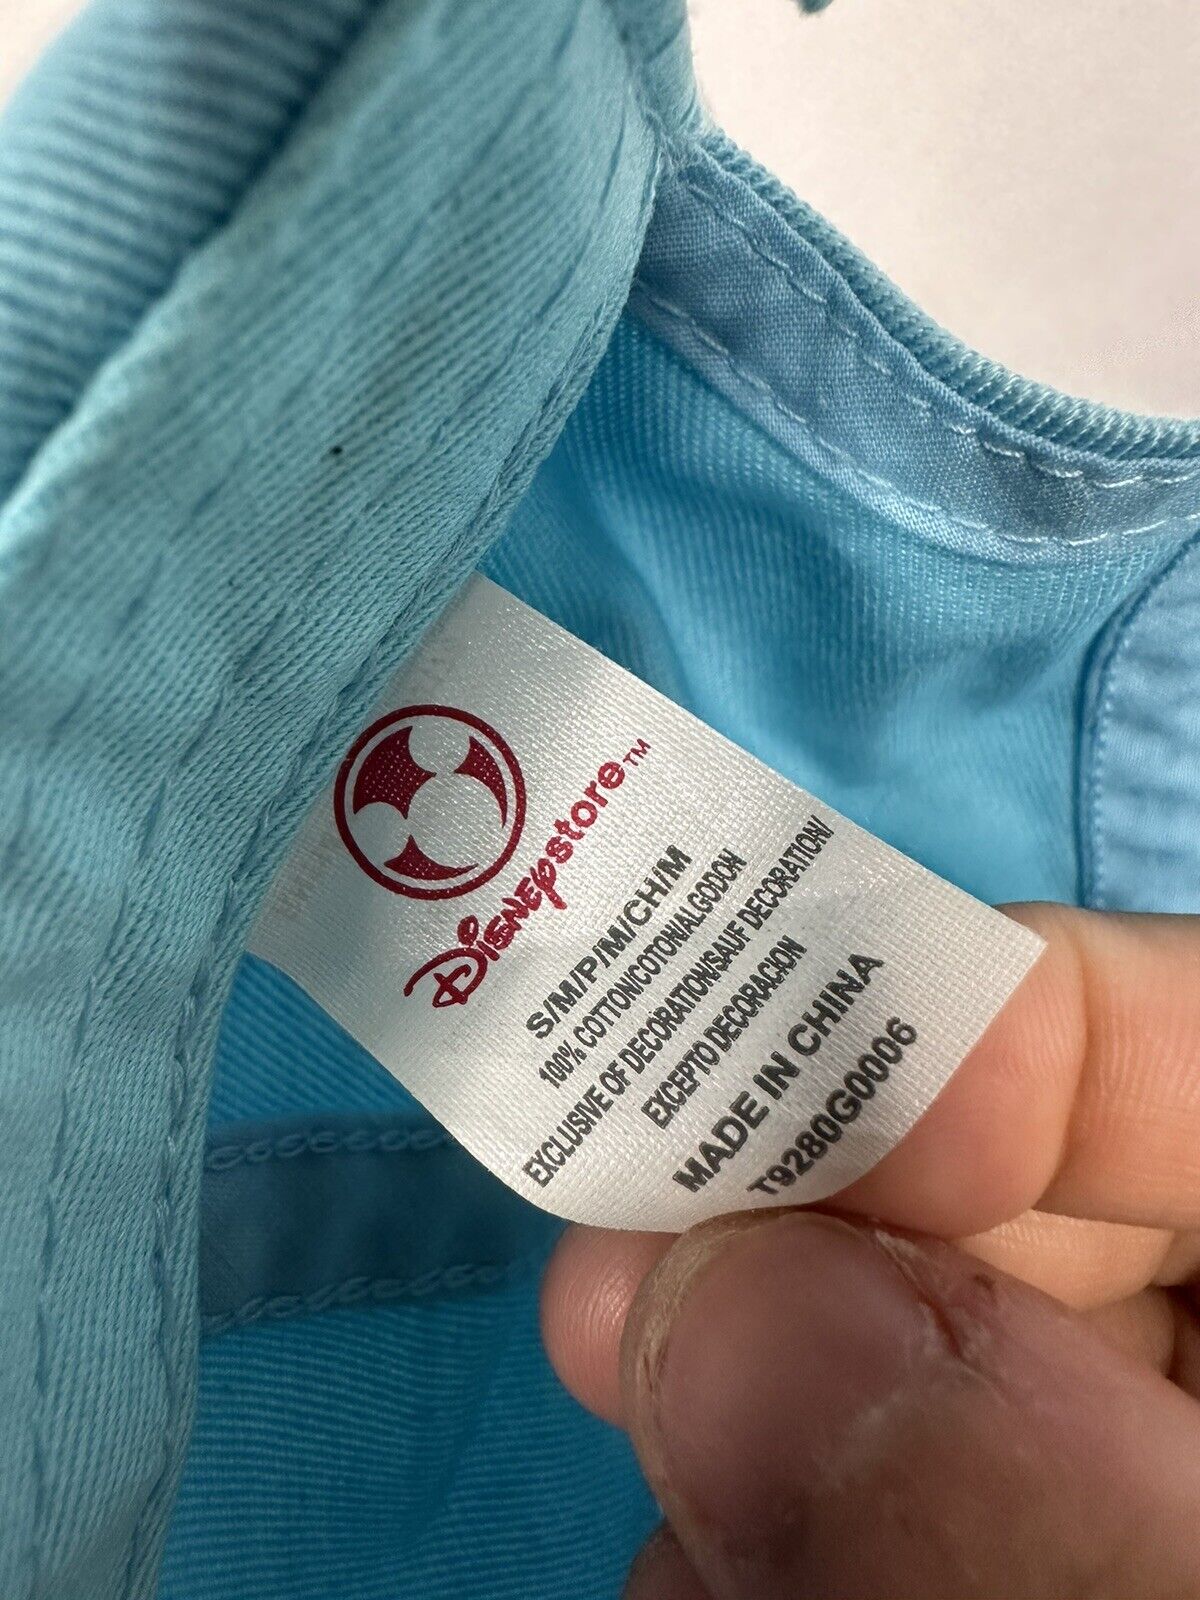 Disneystore™
S/M/P/M/CH/M
100% COTTON/COTON/ALGODON
EXCLUSIVE OF DECORATION/SAUF DECORATION/
EXCEPTO DECORACION
MADE IN CHINA
T9280G0006